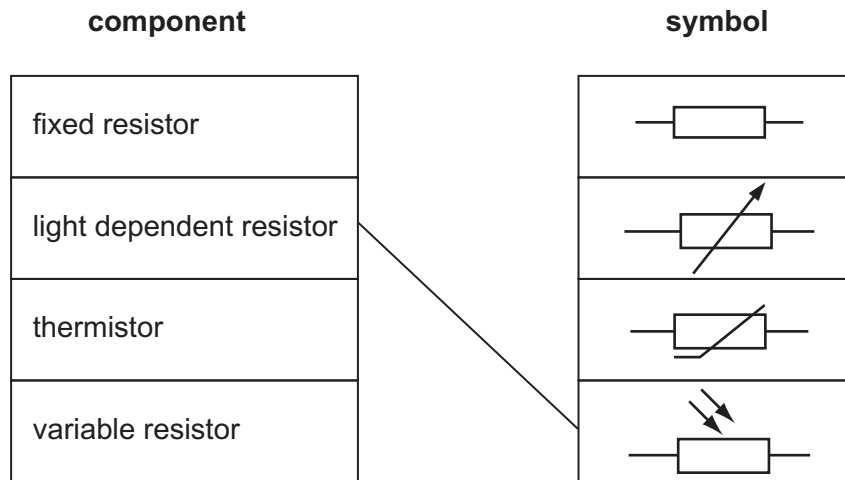 component
symbol
fixed resistor
light dependent resistor
thermistor
variable resistor